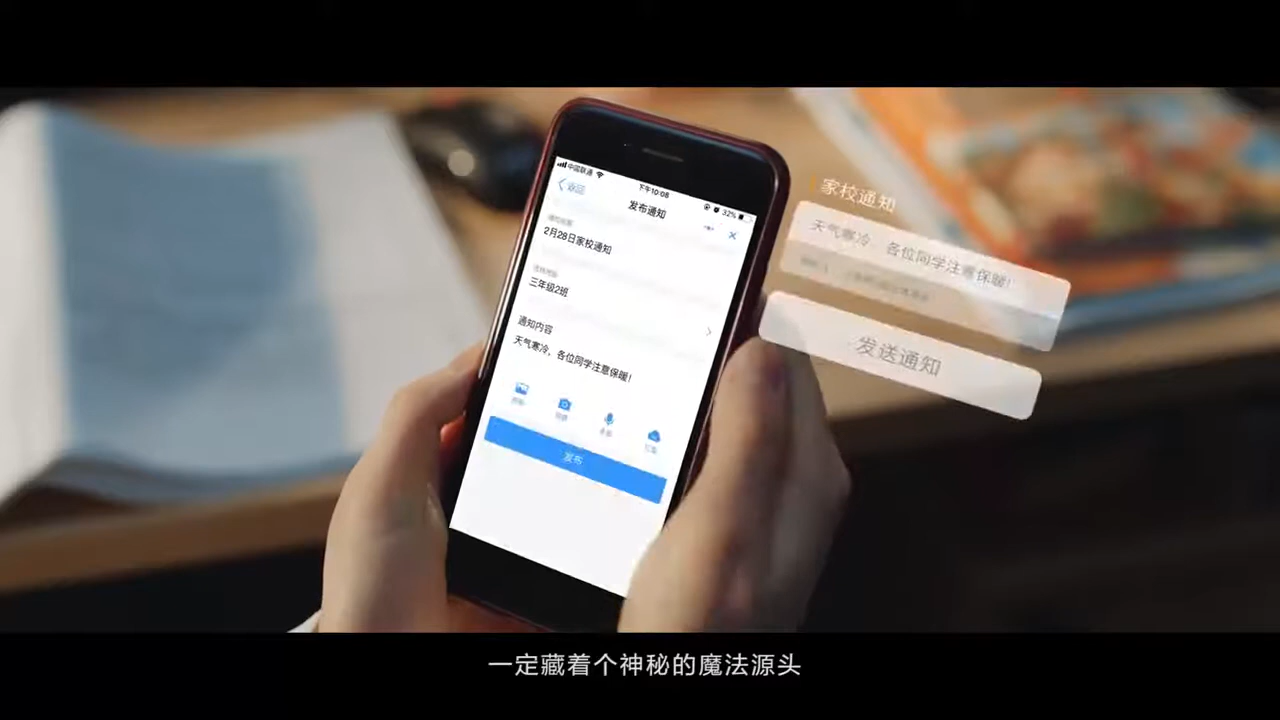 中国联通
下午10:08
32%
返回
发布通知
2月28日家校通知
三年级2班
通知内容
天气寒冷，各位同学注意保暖！
发布
家校通知
天气寒冷，各位同学注意保暖！
发送通知
一定藏着个神秘的魔法源头